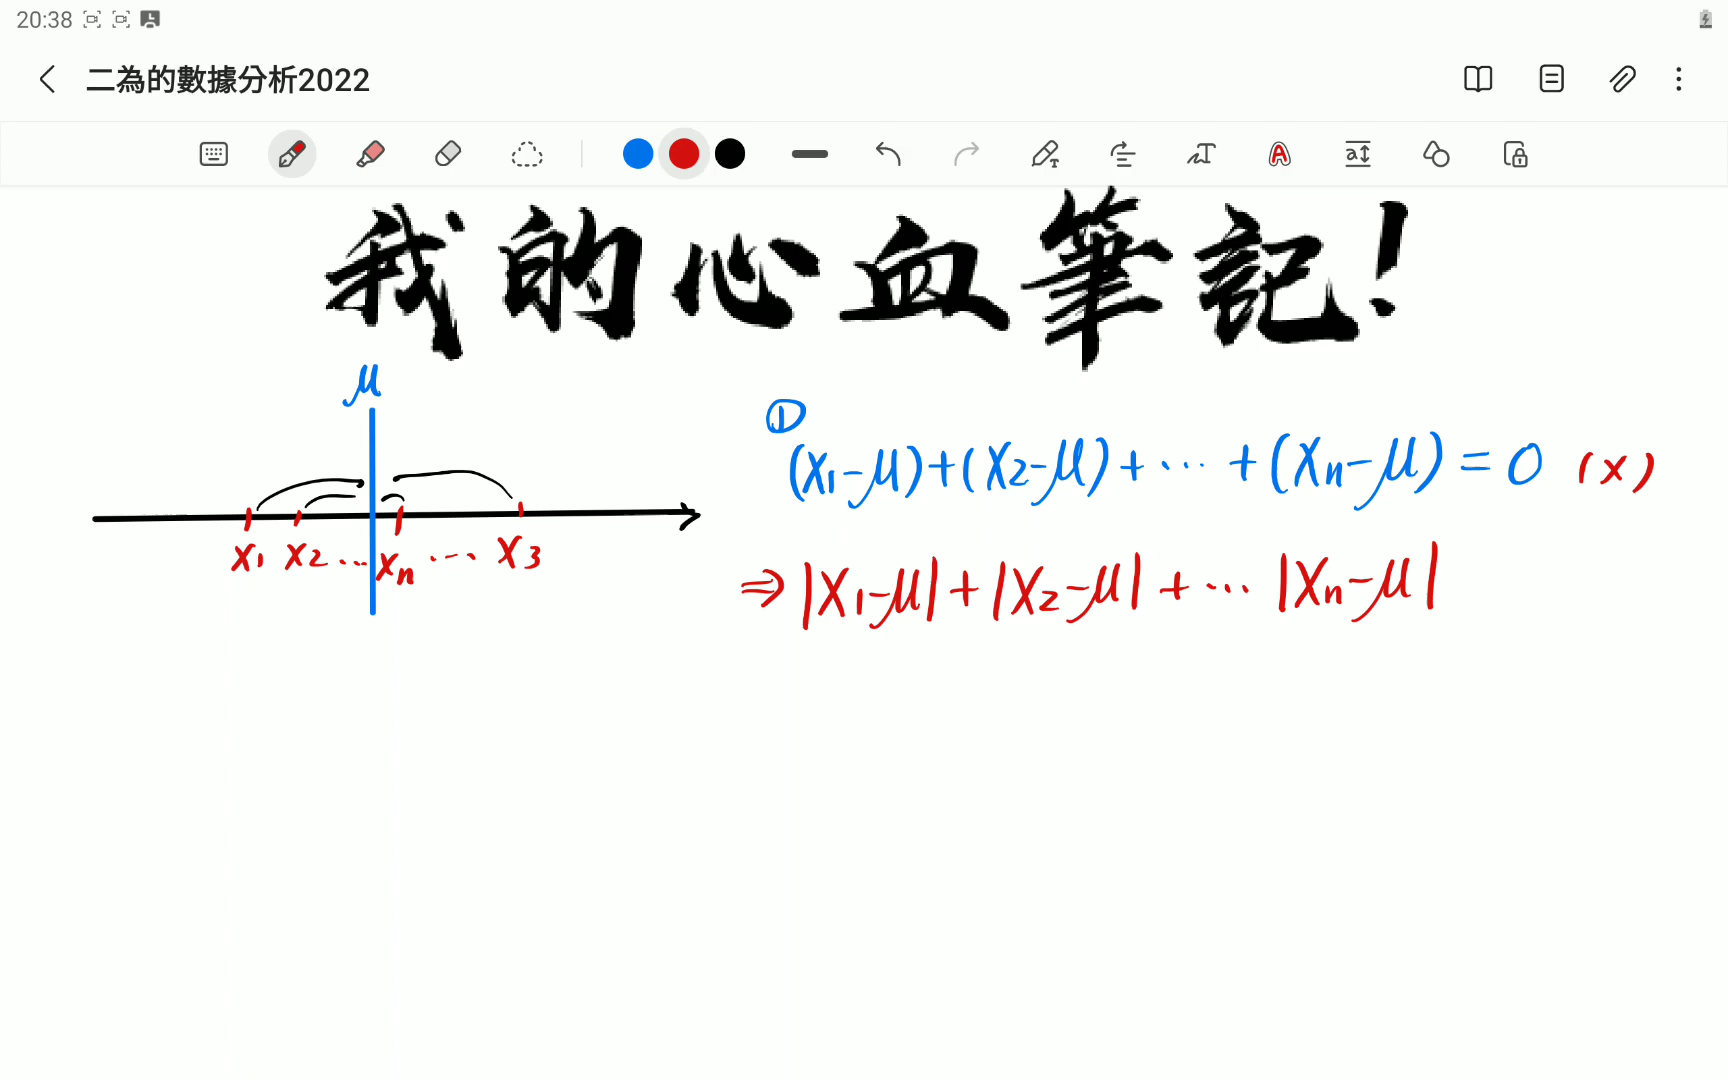 20:38
二為的數據分析2022
我的心血筆記!
μ
x1 x2 ... xn ... x3
①
(x1-μ)+(x2-μ)+...+(xn-μ)=0 (x)
⇒|x1-μ|+|x2-μ|+... |xn-μ|